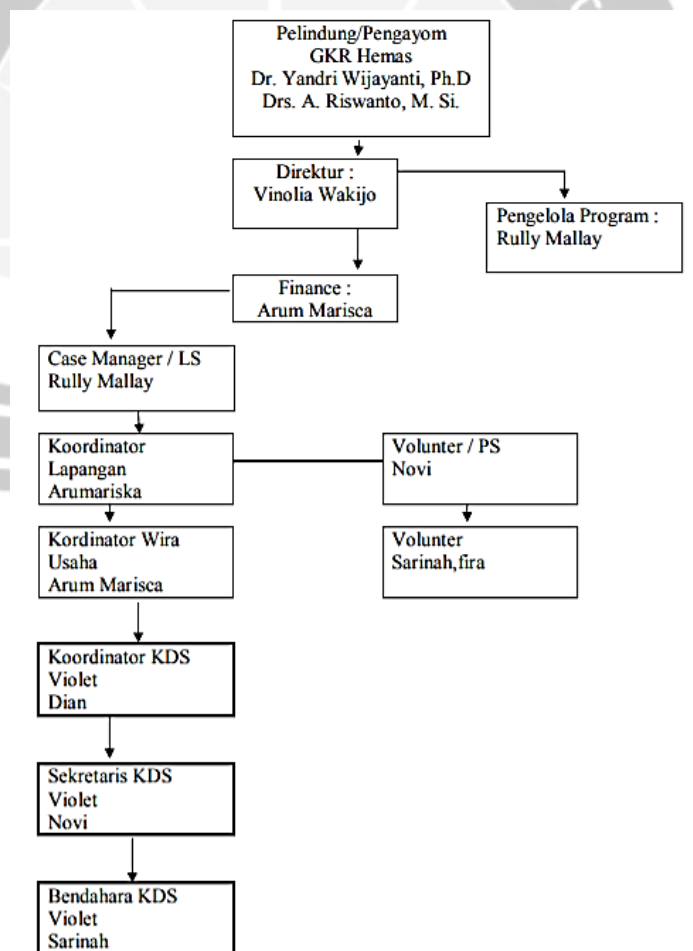 Pelindung/Pengayom
GKR Hemas
Dr. Yandri Wijayanti, Ph.D
Drs. A. Riswanto, M. Si.
Direktur :
Vinolia Wakijo
Pengelola Program :
Rully Mallay
Finance :
Arum Marisca
Case Manager / LS
Rully Mallay
Koordinator
Lapangan
Arumariska
Volunter / PS
Novi
Kordinator Wira
Usaha
Arum Marisca
Volunter
Sarinah,fira
Koordinator KDS
Violet
Dian
Sekretaris KDS
Violet
Novi
Bendahara KDS
Violet
Sarinah